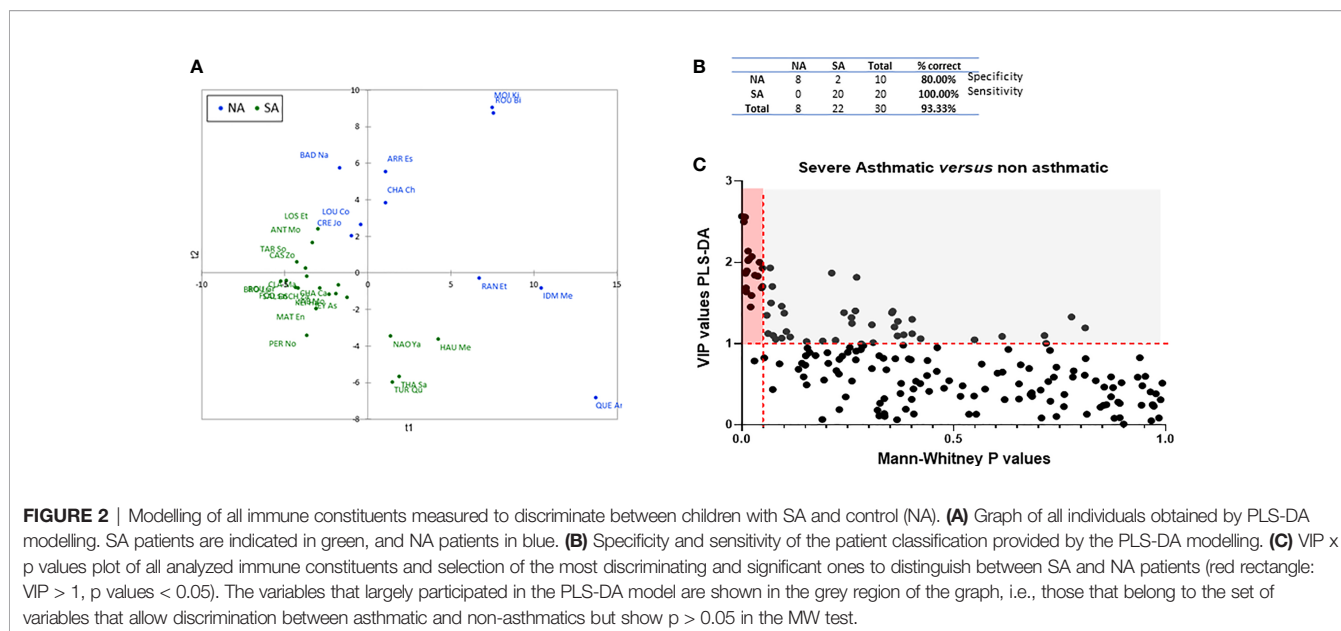 A
NA SA
MOI Ki
ROU Bi
BAD Na
ARR Es
CHA Ch
LOU Co
CRE Jo
LOS Et
ANT Mo
TAR So
CAS Zo
CHA Ca
MAT En
PER No
RAN Et
IDM Me
NAO Ya
HAU Me
THA Sa
TUR Qu
QUE Ar
10
8
6
4
2
0
-2
-4
-6
-8
-10 -5 0 5 10 15
t2
t1
B
NA SA Total % correct
NA 8 2 10 80.00% Specificity
SA 0 20 20 100.00% Sensitivity
Total 8 22 30 93.33%
C
Severe Asthmatic versus non asthmatic
VIP values PLS-DA
3
2
1
0
0.0 0.5 1.0
Mann-Whitney P values
FIGURE 2 | Modelling of all immune constituents measured to discriminate between children with SA and control (NA). (A) Graph of all individuals obtained by PLS-DA
modelling. SA patients are indicated in green, and NA patients in blue. (B) Specificity and sensitivity of the patient classification provided by the PLS-DA modelling. (C) VIP x
p values plot of all analyzed immune constituents and selection of the most discriminating and significant ones to distinguish between SA and NA patients (red rectangle:
VIP > 1, p values < 0.05). The variables that largely participated in the PLS-DA model are shown in the grey region of the graph, i.e., those that belong to the set of
variables that allow discrimination between asthmatic and non-asthmatics but show p > 0.05 in the MW test.